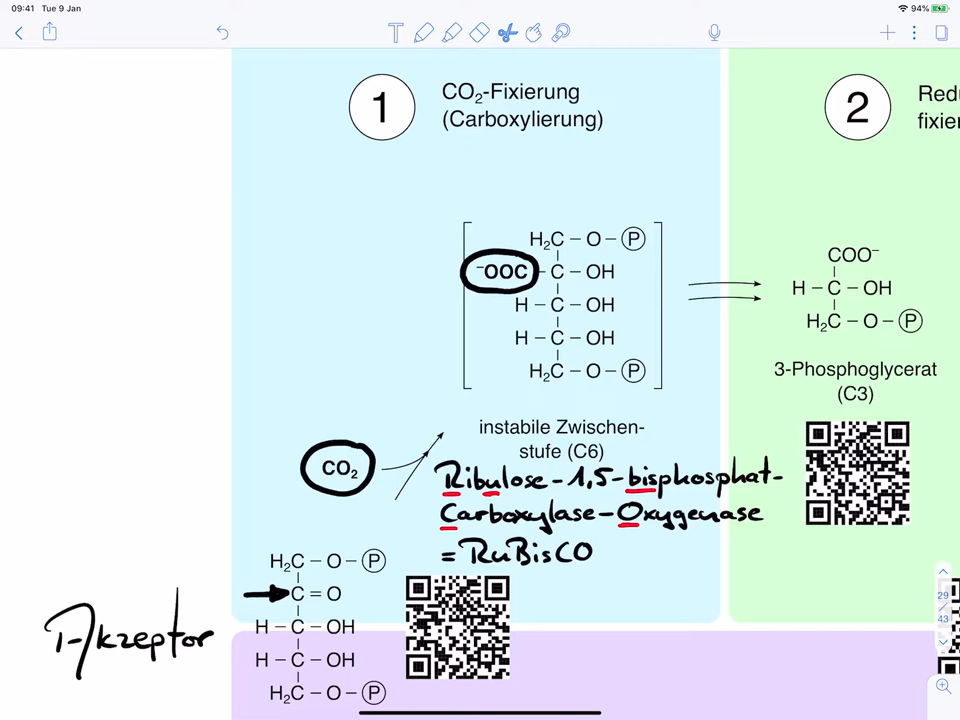 09:41 Tue 9 Jan
94%
1
CO₂-Fixierung
(Carboxylierung)
2
Redu
fixier
H₂C – O – P
⁻OOC – C – OH
H – C – OH
H – C – OH
H₂C – O – P
instabile Zwischen-
stufe (C6)
COO⁻
H – C – OH
H₂C – O – P
3-Phosphoglycerat
(C3)
CO₂
Ribulose-1,5-bisphosphat-
Carboxylase-Oxygenase
= RuBisCO
H₂C – O – P
C = O
H – C – OH
H – C – OH
H₂C – O – P
29
43